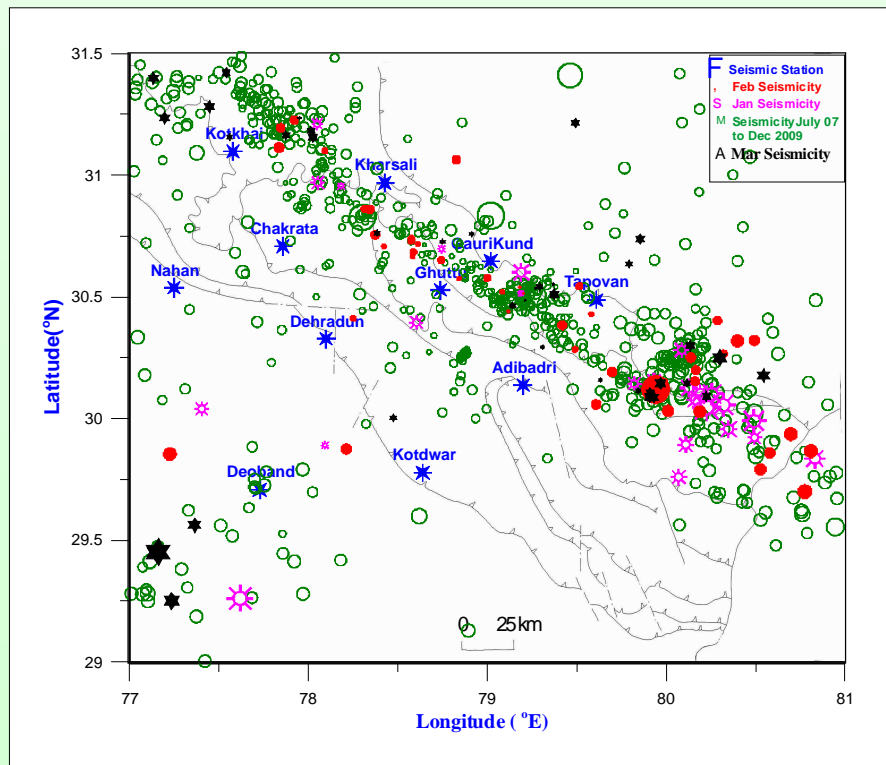 31.5
31
30.5
30
29.5
29
Latitude(°N)
77
78
79
80
81
Longitude ( °E)
F Seismic Station
, Feb Seismicity
S Jan Seismicity
M SeismicityJuly 07
to Dec 2009
A Mar Seismicity
Kotkhai
Kharsali
Chakrata
GauriKund
Nahan
Ghuttu
Tapovan
Dehradun
Adibadri
Kotdwar
Deoband
0 25km